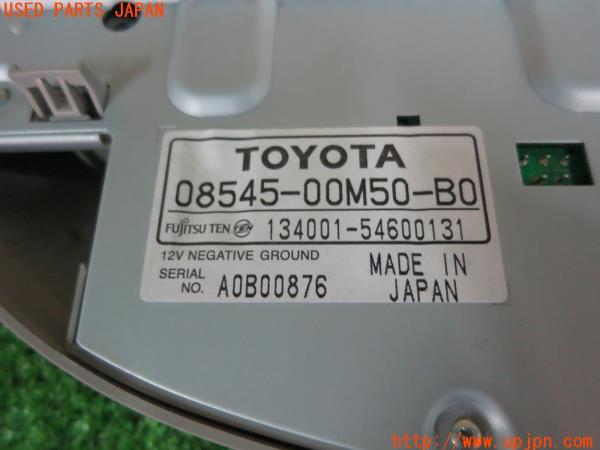 USED PARTS JAPAN
TOYOTA
08545-00M50-B0
FUJITSU TEN TEN 134001-54600131
12V NEGATIVE GROUND
SERIAL NO. A0B00876
MADE IN JAPAN
http://www.upjpn.com